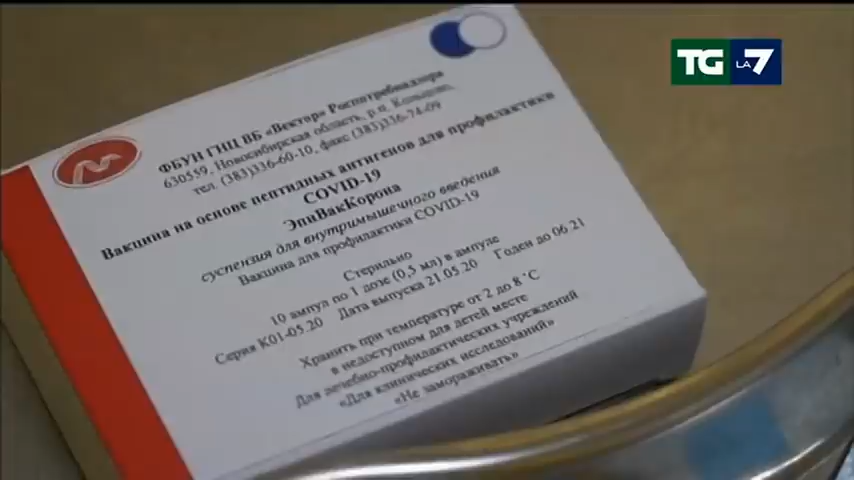 TG LA 7
ФБУН ГНЦ ВБ «Вектор» Роспотребнадзора
630559, Новосибирская область, р.п. Кольцово,
тел. (383)336-60-10, факс (383)336-74-09
Вакцина на основе пептидных антигенов для профилактики
COVID-19
ЭпиВакКорона
суспензия для внутримышечного введения
Вакцина для профилактики COVID-19
Стерильно
10 ампул по 1 дозе (0,5 мл) в ампуле
Серия К01-05.20 Дата выпуска 21.05.20 Годен до 06.21
Хранить при температуре от 2 до 8°С
в недоступном для детей месте
Для лечебно-профилактических учреждений
«Для клинических исследований»
«Не замораживать»